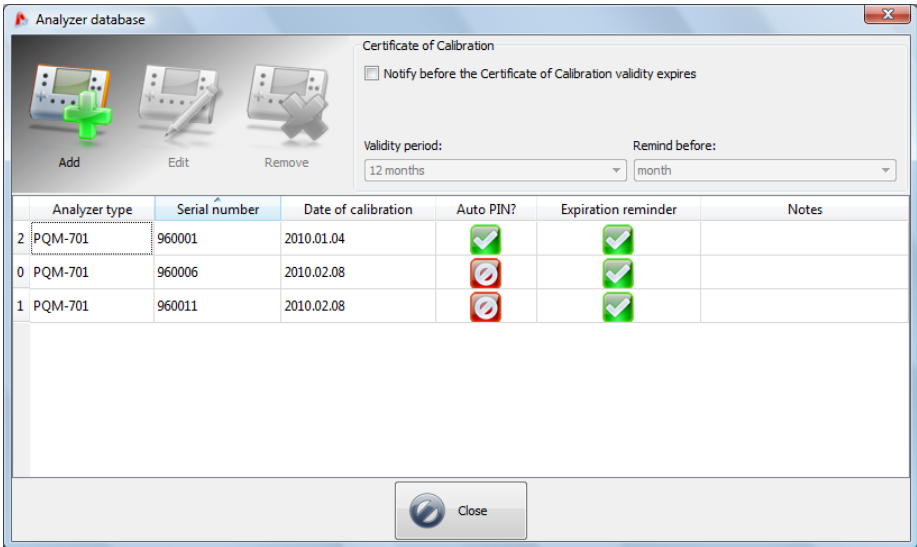 Analyzer database
Certificate of Calibration
Notify before the Certificate of Calibration validity expires
Validity period: Remind before:
12 months month
Add Edit Remove
Analyzer type Serial number Date of calibration Auto PIN? Expiration reminder Notes
2 PQM-701 960001 2010.01.04
0 PQM-701 960006 2010.02.08
1 PQM-701 960011 2010.02.08
Close